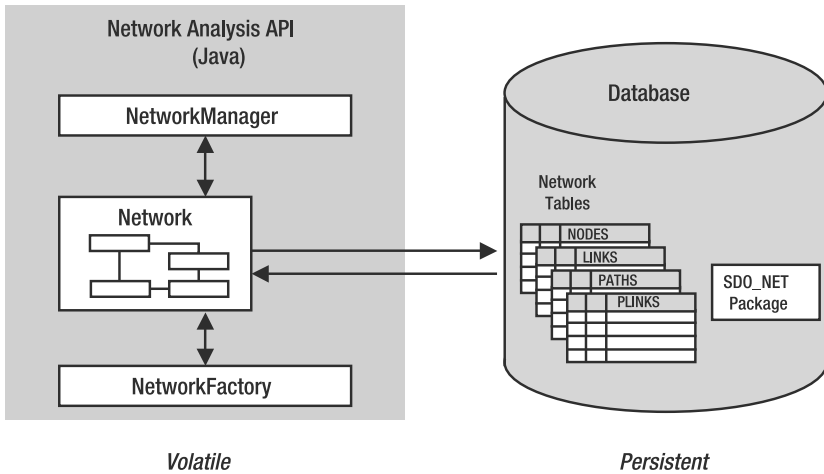 Network Analysis API
(Java)
NetworkManager
Network
NetworkFactory
Database
Network
Tables
NODES
LINKS
PATHS
PLINKS
SDO_NET
Package
Volatile
Persistent